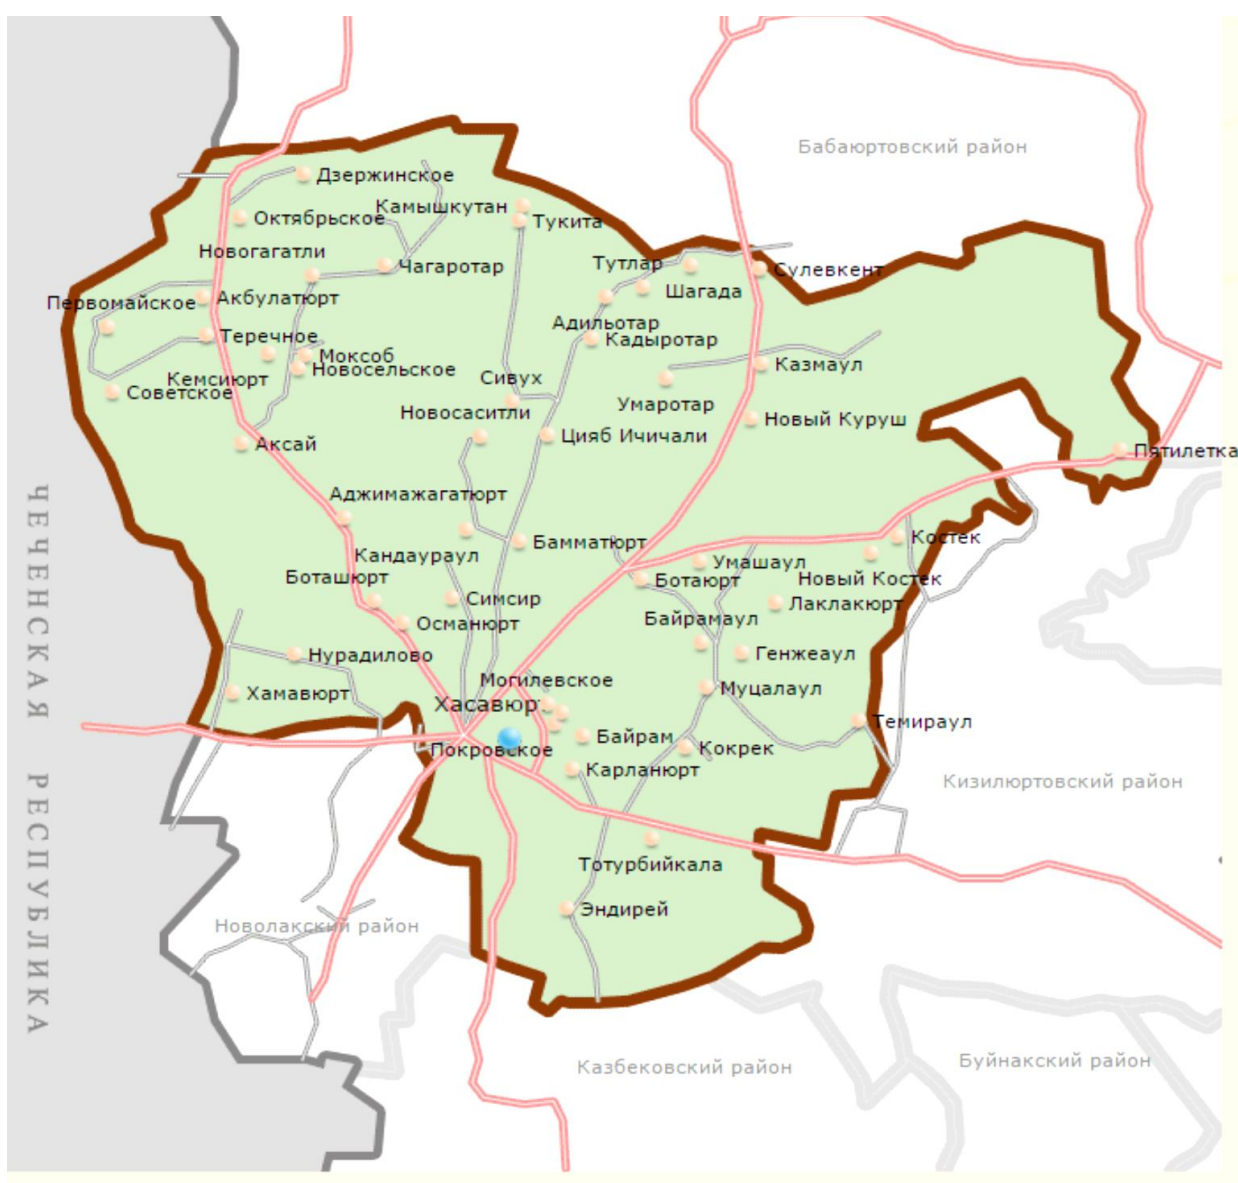 Бабаюртовский район
Дзержинское
Камышкутан
Октябрьское
Тукита
Новогагатли
Чагаротар
Тутлар
Сулевкент
Шагада
Первомайское
Акбулатюрт
Адильотар
Теречное
Кадыротар
Моксоб
Новосельское
Казмаул
Кемсиюрт
Сивух
Советское
Умаротар
Новосаситли
Новый Куруш
Аксай
Цияб Ичичали
Пятилетка
Аджимажагатюрт
Кандаураул
Бамматюрт
Костек
Умашаул
Боташюрт
Ботаюрт
Новый Костек
Симсир
Лаклакюрт
Османюрт
Байрамаул
Нурадилово
Генжеаул
Могилевское
Хамавюрт
Муцалаул
Хасавюрт
Темираул
Покровское
Байрам
Кокрек
Карланюрт
Кизилюртовский район
Тотурбийкала
Эндирей
Новолакский район
Казбековский район
Буйнакский район
ЧЕЧЕНСКАЯ РЕСПУБЛИКА